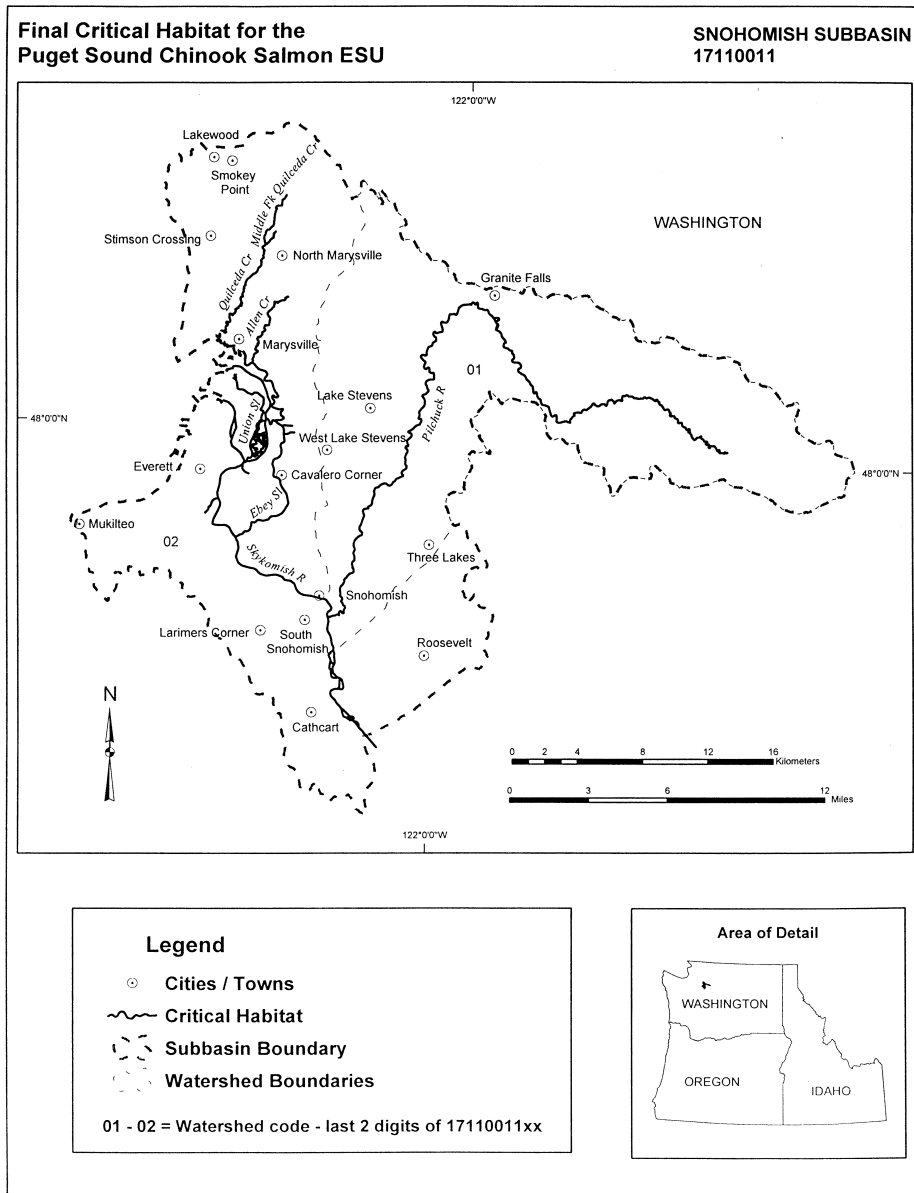 Final Critical Habitat for the
Puget Sound Chinook Salmon ESU
SNOHOMISH SUBBASIN
17110011
122°0'0"W
Lakewood
Smokey
Point
Middle Fk Quilceda Cr
WASHINGTON
Stimson Crossing
North Marysville
Granite Falls
Quilceda Cr
Allen Cr
Marysville
01
Lake Stevens
Pilchuck R
48°0'0"N
Union Sl
West Lake Stevens
Everett
Cavalero Corner
48°0'0"N
Ebey Sl
Mukilteo
02
Skykomish R
Three Lakes
Snohomish
Larimers Corner
South
Snohomish
Roosevelt
N
Cathcart
0 2 4 8 12 16
Kilometers
0 3 6 12
Miles
122°0'0"W
Legend
Cities / Towns
Critical Habitat
Subbasin Boundary
Watershed Boundaries
01 - 02 = Watershed code - last 2 digits of 17110011xx
Area of Detail
WASHINGTON
OREGON
IDAHO